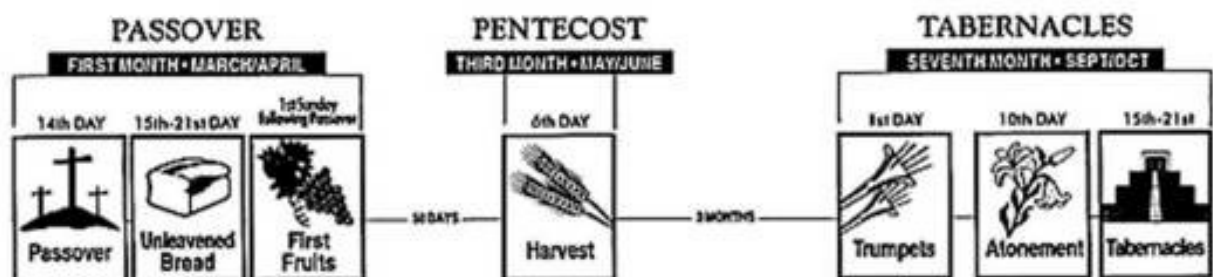 PASSOVER
FIRST MONTH • MARCH/APRIL
14th DAY
15th-21st DAY
1st Sunday
following Passover
Passover
Unleavened
Bread
First
Fruits
50 DAYS
PENTECOST
THIRD MONTH • MAY/JUNE
6th DAY
Harvest
3 MONTHS
TABERNACLES
SEVENTH MONTH • SEPT/OCT
1st DAY
10th DAY
15th-21st
Trumpets
Atonement
Tabernacles